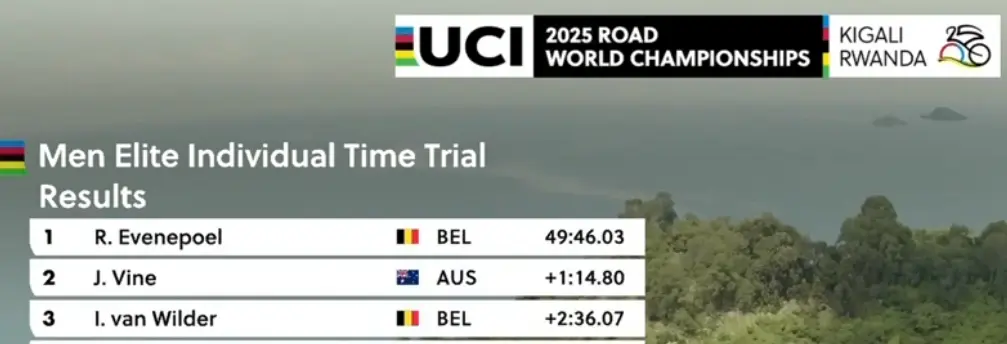 UCI
2025 ROAD
WORLD CHAMPIONSHIPS
KIGALI
RWANDA
25
Men Elite Individual Time Trial
Results
1 R. Evenepoel BEL 49:46.03
2 J. Vine AUS +1:14.80
3 I. van Wilder BEL +2:36.07